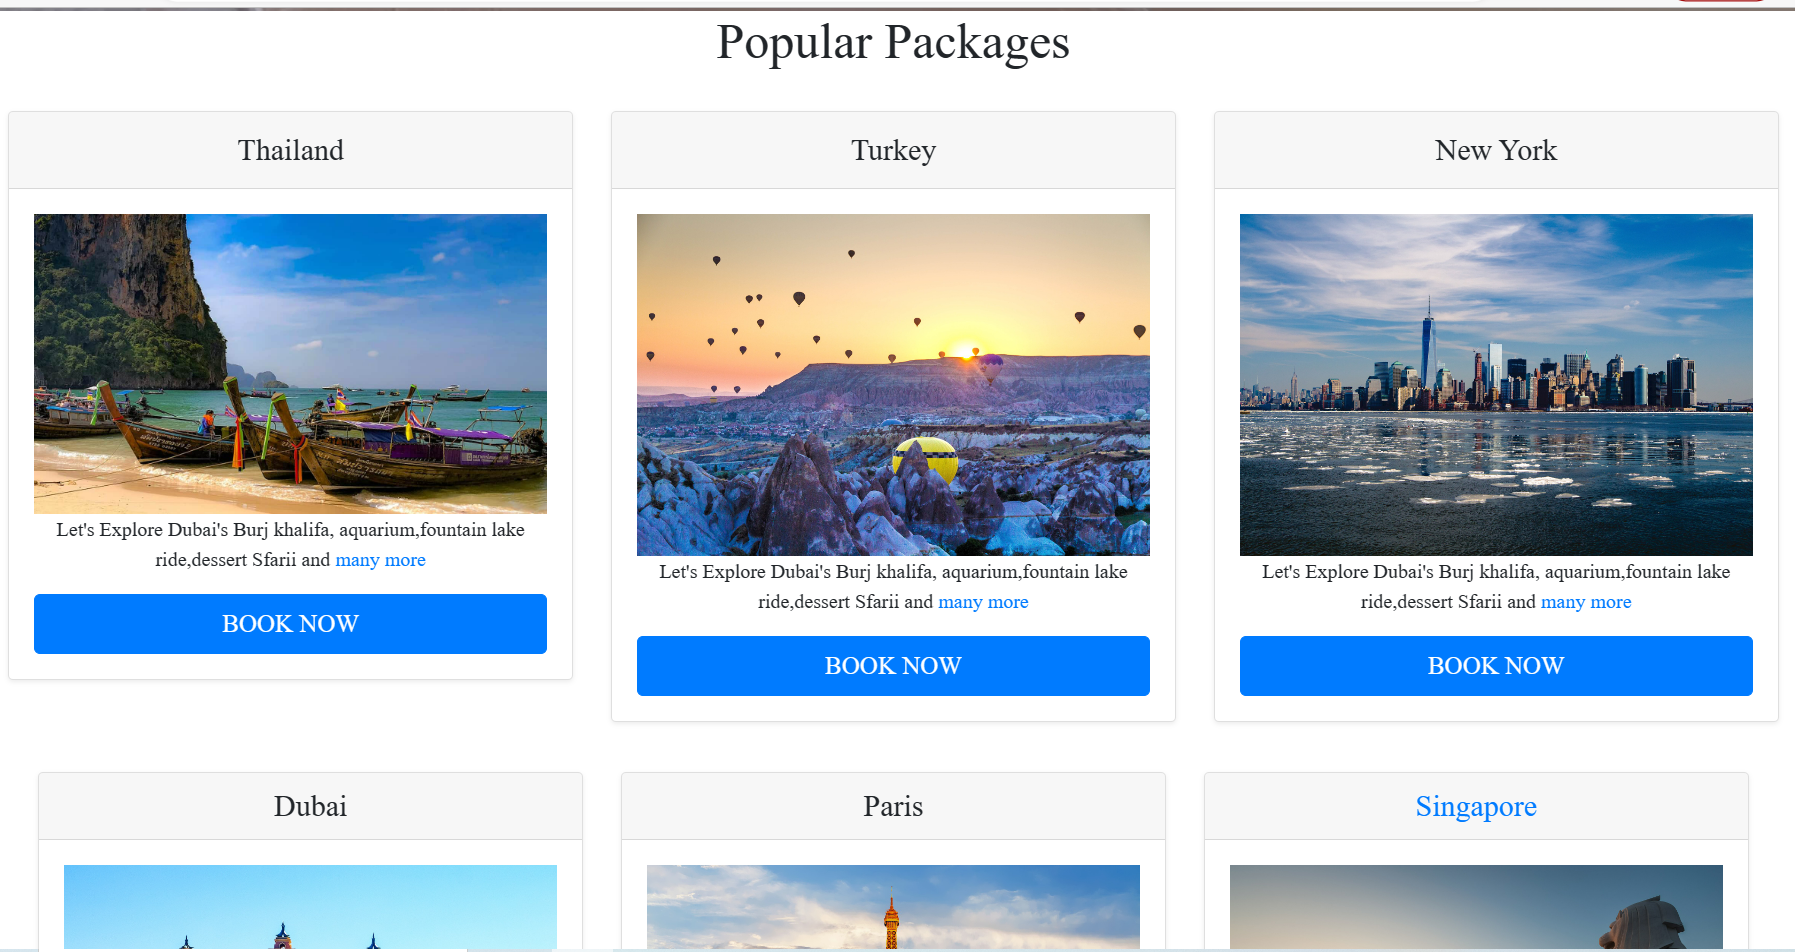 Popular Packages
Thailand
Turkey
New York
Let's Explore Dubai's Burj khalifa, aquarium,fountain lake
ride,dessert Sfarii and many more
BOOK NOW
Let's Explore Dubai's Burj khalifa, aquarium,fountain lake
ride,dessert Sfarii and many more
BOOK NOW
Let's Explore Dubai's Burj khalifa, aquarium,fountain lake
ride,dessert Sfarii and many more
BOOK NOW
Dubai
Paris
Singapore